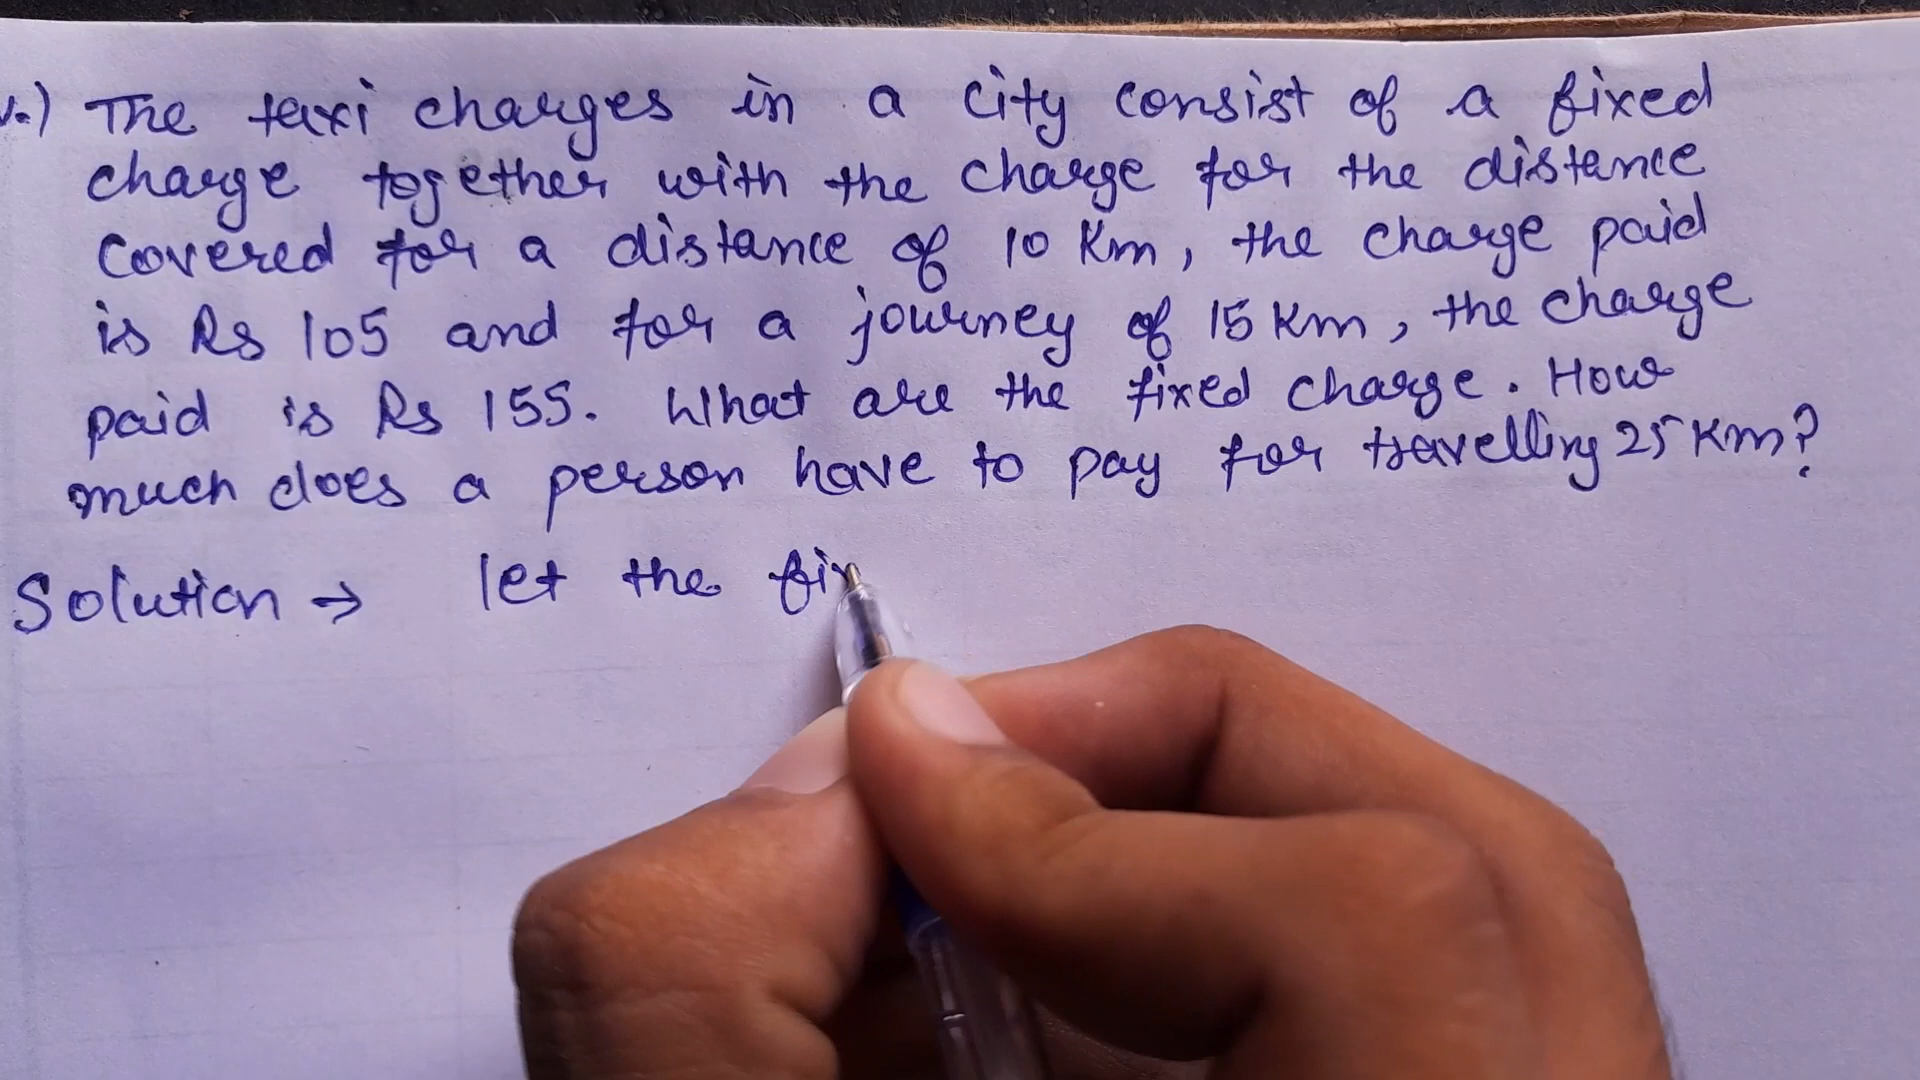 v.) The taxi charges in a city consist of a fixed
charge together with the charge for the distance
covered for a distance of 10 Km, the charge paid
is Rs 105 and for a journey of 15 Km, the charge
paid is Rs 155. What are the fixed charge. How
much does a person have to pay for travelling 25 Km?
Solution → let the fix